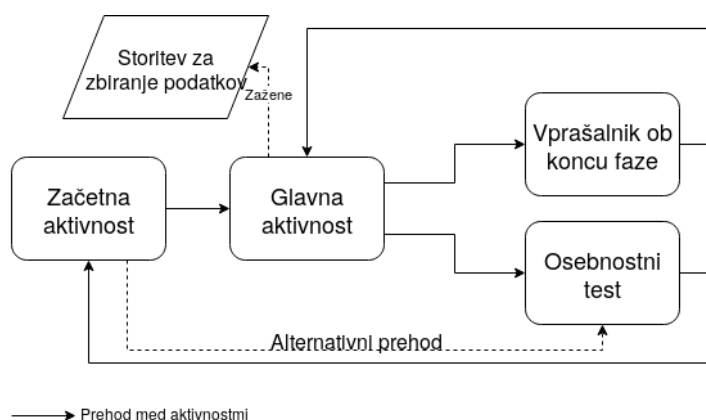 Storitev za
zbiranje podatkov
Zažene
Vprašalnik ob
koncu faze
Začetna
aktivnost
Glavna
aktivnost
Osebnostni
test
Alternativni prehod
Prehod med aktivnostmi